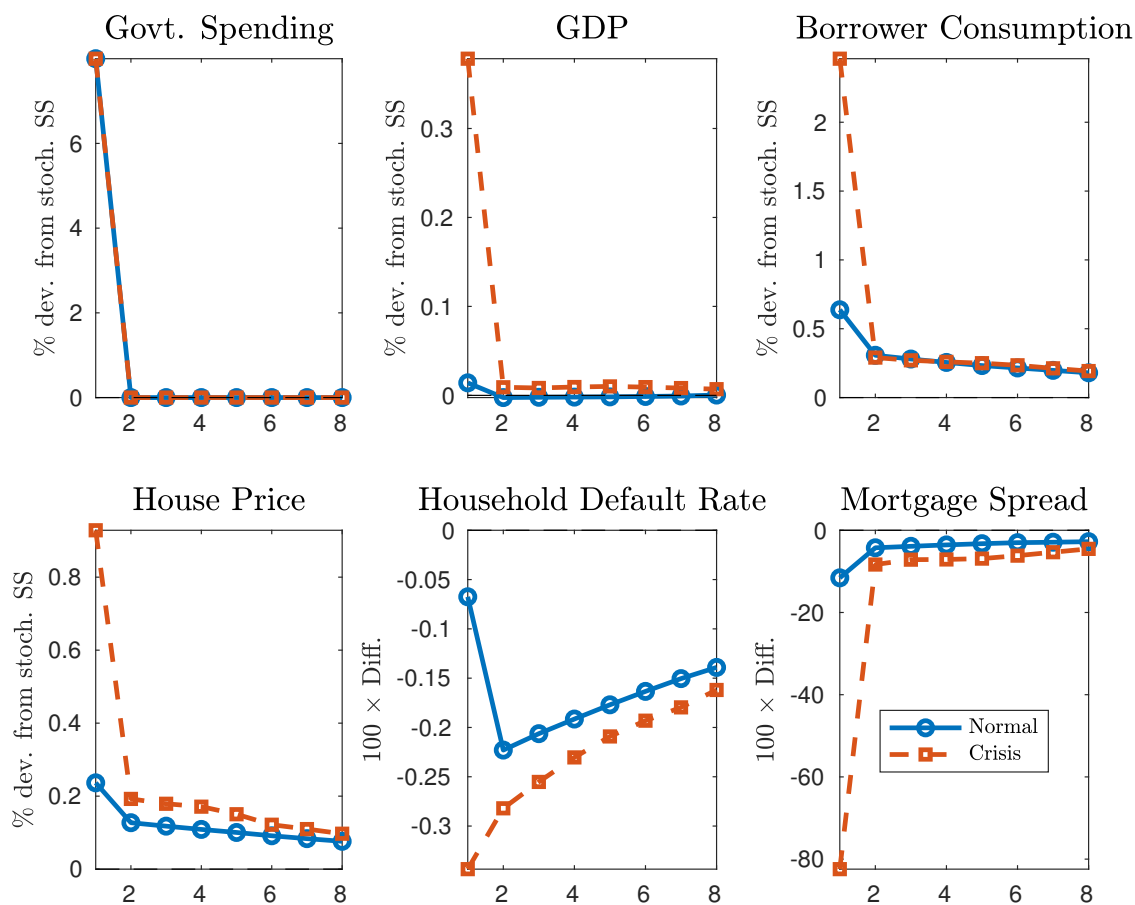 Govt. Spending
% dev. from stoch. SS
6
4
2
0
2 4 6 8
GDP
% dev. from stoch. SS
0.3
0.2
0.1
0
2 4 6 8
Borrower Consumption
% dev. from stoch. SS
2
1.5
1
0.5
0
2 4 6 8
House Price
% dev. from stoch. SS
0.8
0.6
0.4
0.2
0
2 4 6 8
Household Default Rate
100 × Diff.
0
-0.05
-0.1
-0.15
-0.2
-0.25
-0.3
2 4 6 8
Mortgage Spread
100 × Diff.
0
-20
-40
-60
-80
2 4 6 8
Normal
Crisis